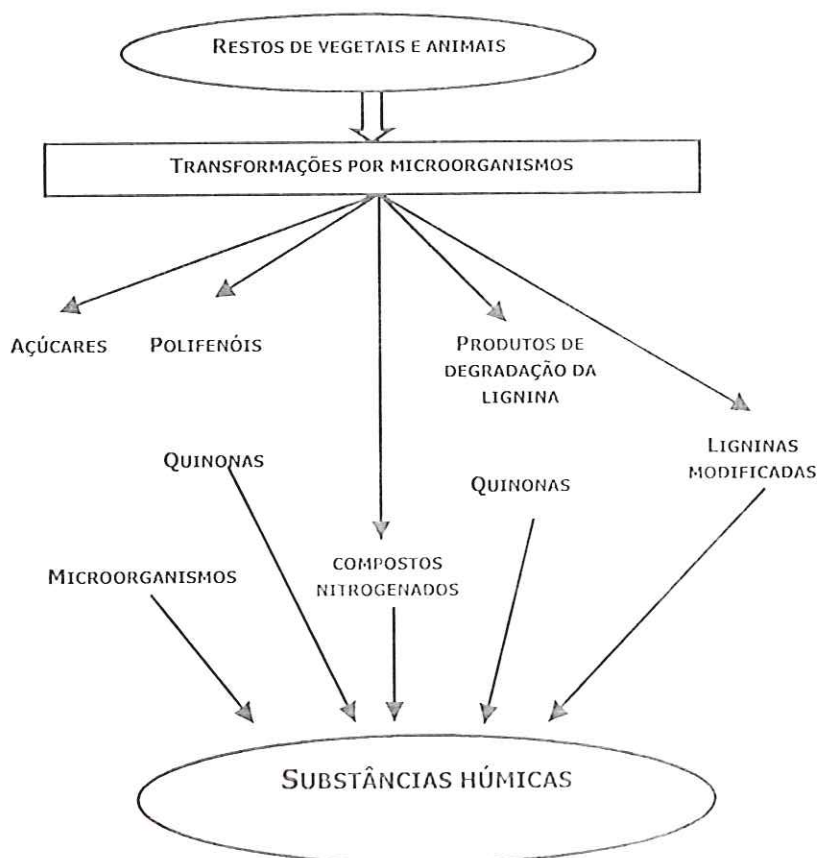 RESTOS DE VEGETAIS E ANIMAIS
TRANSFORMAÇÕES POR MICROORGANISMOS
AÇÚCARES
POLIFENÓIS
PRODUTOS DE
DEGRADAÇÃO DA
LIGNINA
LIGNINAS
MODIFICADAS
QUINONAS
QUINONAS
MICROORGANISMOS
COMPOSTOS
NITROGENADOS
SUBSTÂNCIAS HÚMICAS